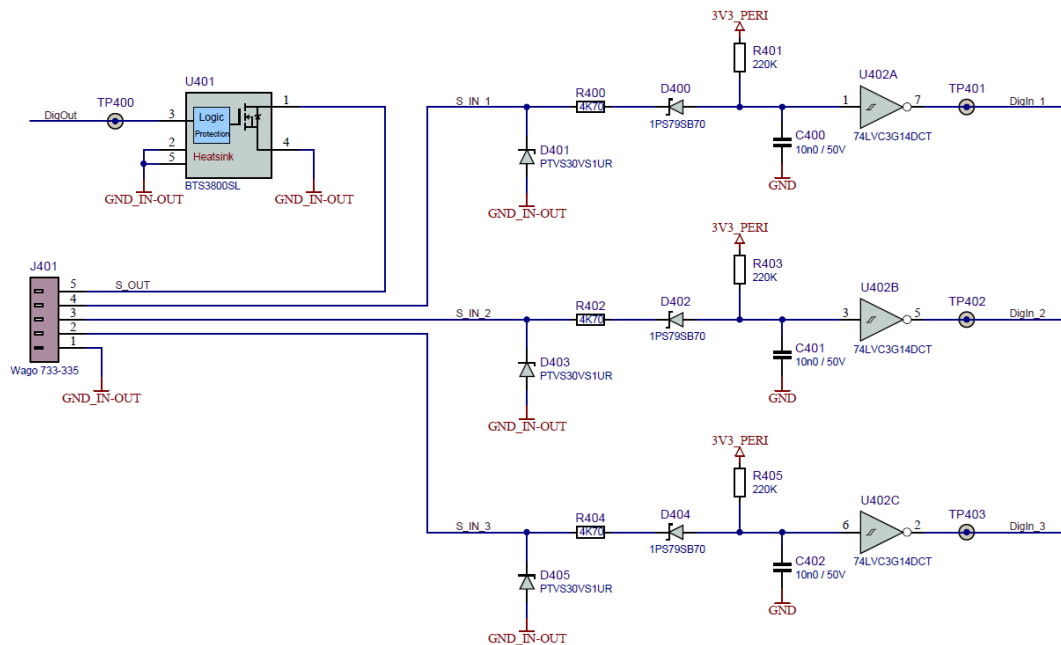 3V3_PERI
R401
220K
U401
TP400
DigOut
3
1
Logic
Protection
2
5
4
Heatsink
BTS3800SL
GND_IN-OUT
GND_IN-OUT
S_IN_1
R400
4K70
D400
1PS79SB70
1
U402A
7
74LVC3G14DCT
TP401
DigIn_1
D401
PTVS30VS1UR
C400
10n0 / 50V
GND
GND_IN-OUT
3V3_PERI
R403
220K
J401
5
S_OUT
4
3
2
1
Wago 733-335
GND_IN-OUT
S_IN_2
R402
4K70
D402
1PS79SB70
3
U402B
5
74LVC3G14DCT
TP402
DigIn_2
D403
PTVS30VS1UR
C401
10n0 / 50V
GND
GND_IN-OUT
3V3_PERI
R405
220K
S_IN_3
R404
4K70
D404
1PS79SB70
6
U402C
2
74LVC3G14DCT
TP403
DigIn_3
D405
PTVS30VS1UR
C402
10n0 / 50V
GND
GND_IN-OUT